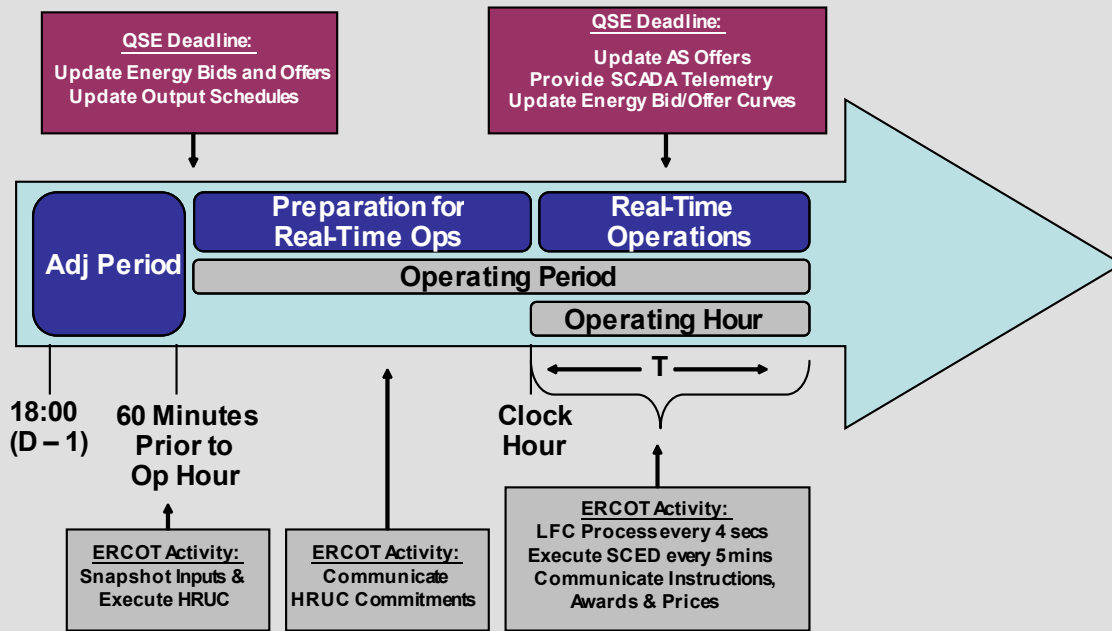 QSE Deadline:
Update Energy Bids and Offers
Update Output Schedules
QSE Deadline:
Update AS Offers
Provide SCADA Telemetry
Update Energy Bid/Offer Curves
Adj Period
Preparation for
Real-Time Ops
Real-Time
Operations
Operating Period
Operating Hour
T
18:00
(D – 1)
60 Minutes
Prior to
Op Hour
Clock
Hour
ERCOT Activity:
Snapshot Inputs &
Execute HRUC
ERCOT Activity:
Communicate
HRUC Commitments
ERCOT Activity:
LFC Process every 4 secs
Execute SCED every 5 mins
Communicate Instructions,
Awards & Prices